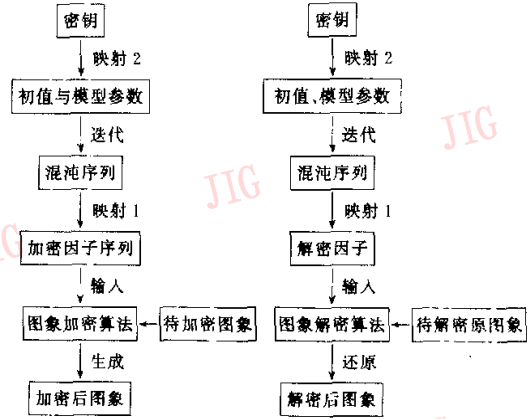 密钥
映射 2
初值与模型参数
迭代
混沌序列
映射 1
加密因子序列
输入
图象加密算法
待加密图象
生成
加密后图象
密钥
映射 2
初值、模型参数
迭代
混沌序列
映射 1
解密因子
输入
图象解密算法
待解密原图象
还原
解密后图象
JIG
JIG